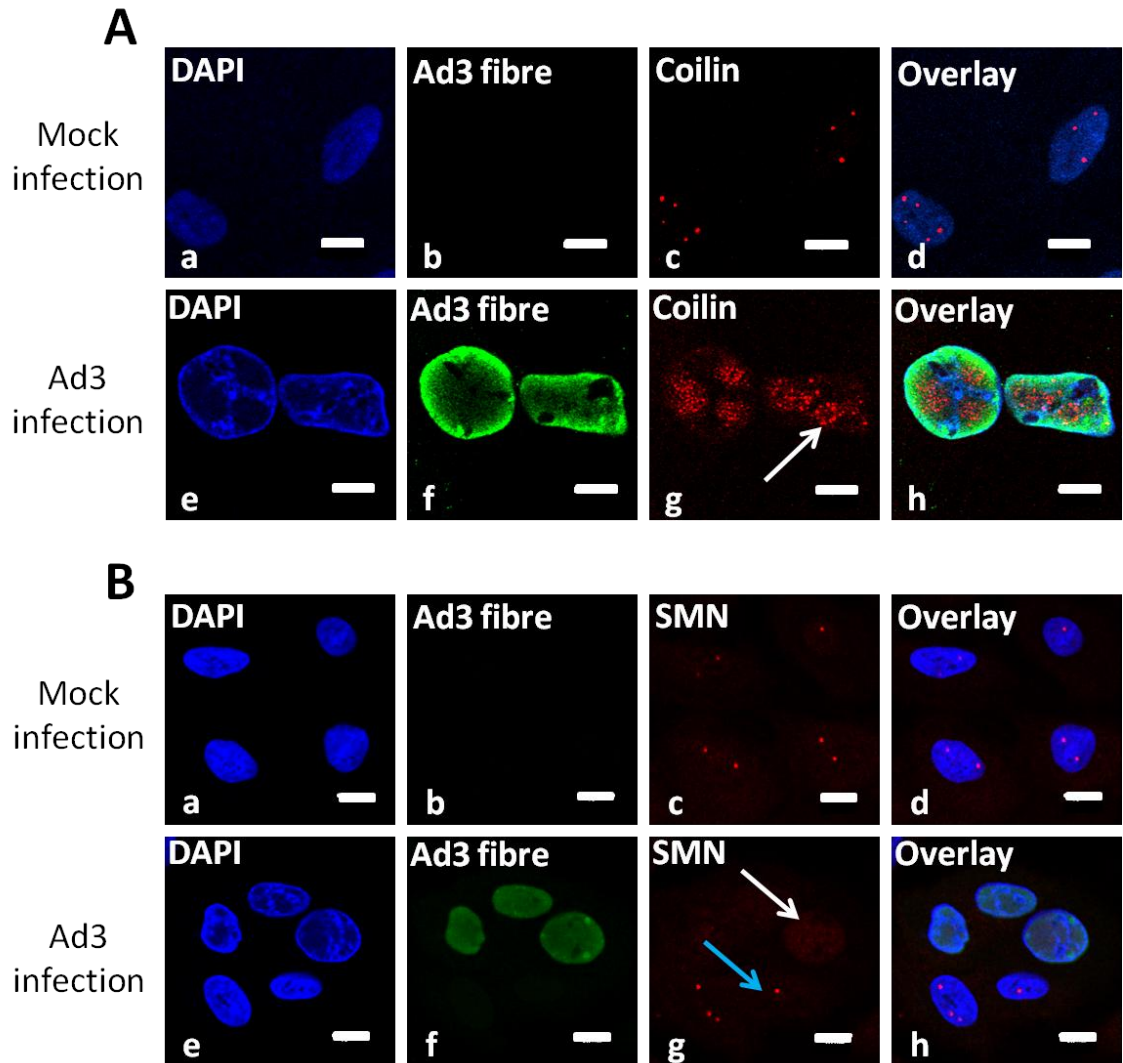 A
DAPI Ad3 fibre Coilin Overlay
Mock
infection
a b c d
DAPI Ad3 fibre Coilin Overlay
Ad3
infection
e f g h
B
DAPI Ad3 fibre SMN Overlay
Mock
infection
a b c d
DAPI Ad3 fibre SMN Overlay
Ad3
infection
e f g h